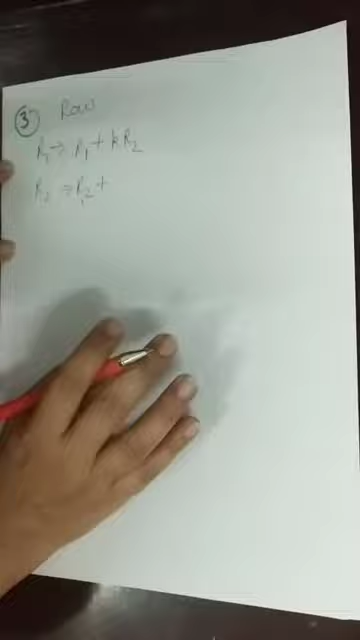 ③ Row
R₁ → R₁ + kR₂
R₂ → R₂ +